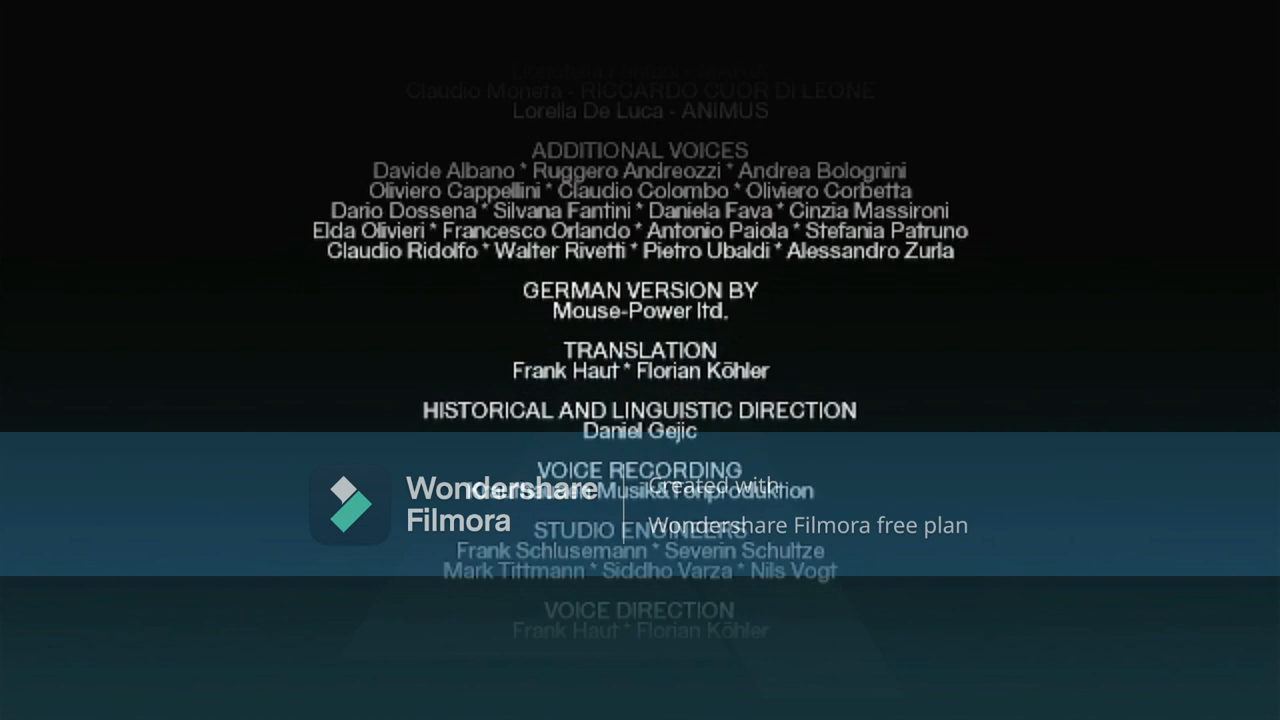 Claudio Moneta - RICCARDO CUOR DI LEONE
Lorella De Luca - ANIMUS
ADDITIONAL VOICES
Davide Albano * Ruggero Andreozzi * Andrea Bolognini
Oliviero Cappellini * Claudio Colombo * Oliviero Corbetta
Dario Dossena * Silvana Fantini * Daniela Fava * Cinzia Massironi
Elda Olivieri * Francesco Orlando * Antonio Paiola * Stefania Patruno
Claudio Ridolfo * Walter Rivetti * Pietro Ubaldi * Alessandro Zurla
GERMAN VERSION BY
Mouse-Power ltd.
TRANSLATION
Frank Haut * Florian Köhler
HISTORICAL AND LINGUISTIC DIRECTION
Daniel Gejic
VOICE RECORDING
Musik&Tonproduktion
Wondershare
Filmora
Created with
Wondershare Filmora free plan
STUDIO ENGINEERS
Frank Schlusemann * Severin Schultze
Mark Tittmann * Siddho Varza * Nils Vogt
VOICE DIRECTION
Frank Haut * Florian Köhler